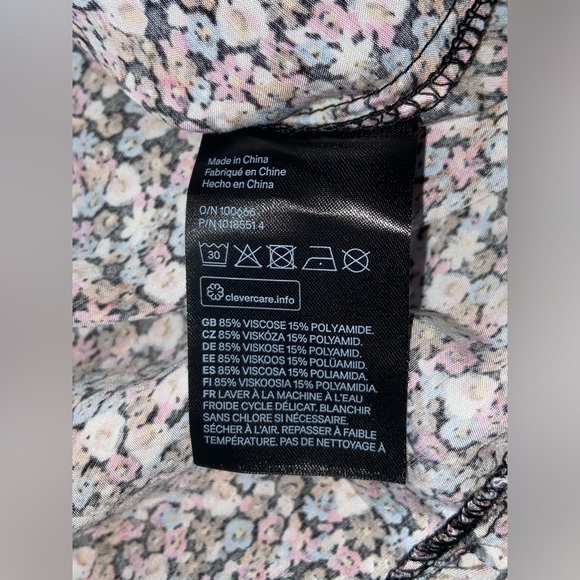 Made in China
Fabriqué en Chine
Hecho en China
O/N 100666
P/N 1018551 4
30
clevercare.info
GB 85% VISCOSE 15% POLYAMIDE.
CZ 85% VISKÓZA 15% POLYAMID.
DE 85% VISKOSE 15% POLYAMID.
EE 85% VISKOOS 15% POLÜAMIID.
ES 85% VISCOSA 15% POLIAMIDA.
FI 85% VISKOOSIA 15% POLYAMIDIA.
FR LAVER À LA MACHINE À L'EAU
FROIDE CYCLE DÉLICAT. BLANCHIR
SANS CHLORE SI NÉCESSAIRE.
SÉCHER À L'AIR. REPASSER À FAIBLE
TEMPÉRATURE. PAS DE NETTOYAGE À